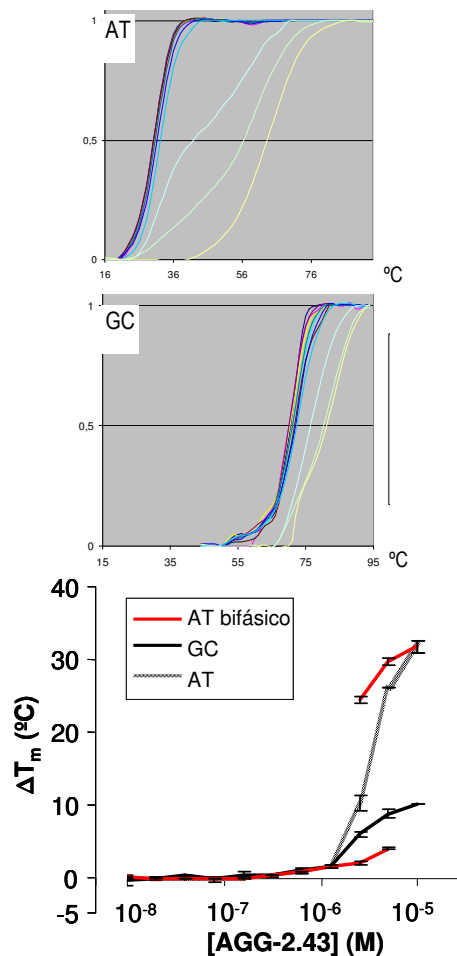 AT
1
0,5
0
16 36 56 76
ºC
GC
1
0,5
0
15 35 55 75 95
ºC
40
30
20
10
0
-5
ΔTm (ºC)
AT bifásico
GC
AT
10-8 10-7 10-6 10-5
[AGG-2.43] (M)